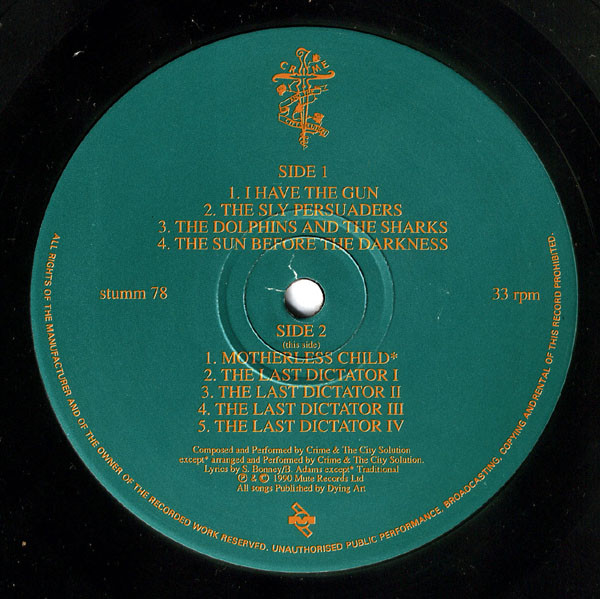 CRIME
SIDE 1
1. I HAVE THE GUN
2. THE SLY PERSUADERS
3. THE DOLPHINS AND THE SHARKS
4. THE SUN BEFORE THE DARKNESS
stumm 78
33 rpm
SIDE 2
(this side)
1. MOTHERLESS CHILD*
2. THE LAST DICTATOR I
3. THE LAST DICTATOR II
4. THE LAST DICTATOR III
5. THE LAST DICTATOR IV
Composed and Performed by Crime & The City Solution
except* arranged and Performed by Crime & The City Solution.
Lyrics by S. Bonney/B. Adams except* Traditional
℗ & © 1990 Mute Records Ltd
All songs Published by Dying Art
ALL RIGHTS OF THE MANUFACTURER AND OF THE OWNER OF THE RECORDED WORK RESERVED. UNAUTHORISED PUBLIC PERFORMANCE, BROADCASTING, COPYING AND RENTAL OF THIS RECORD PROHIBITED.